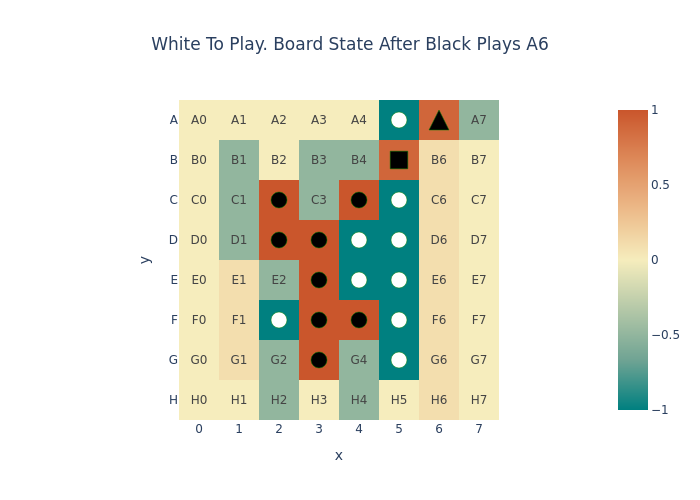 White To Play. Board State After Black Plays A6
A A0 A1 A2 A3 A4 A7
B B0 B1 B2 B3 B4 B6 B7
C C0 C1 C3 C6 C7
D D0 D1 D6 D7
E E0 E1 E2 E6 E7
F F0 F1 F6 F7
G G0 G1 G2 G4 G6 G7
H H0 H1 H2 H3 H4 H5 H6 H7
0 1 2 3 4 5 6 7
x
y
1
0.5
0
−0.5
−1